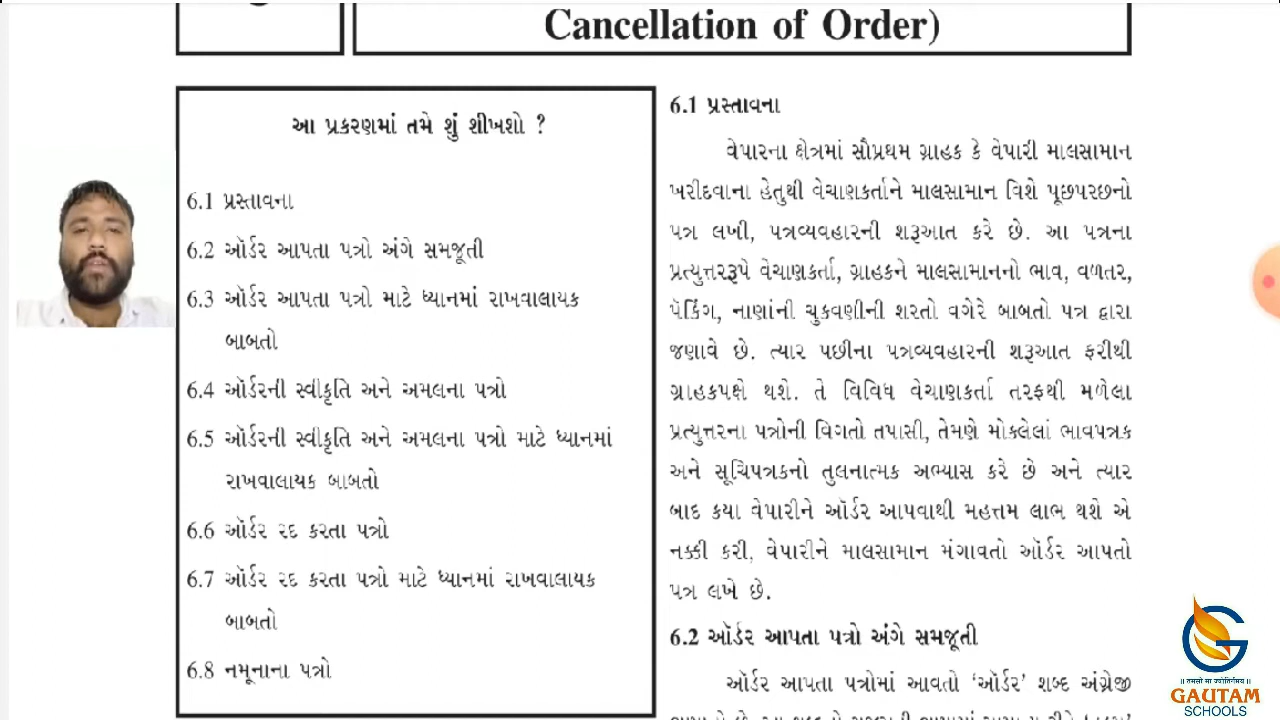 Cancellation of Order)
આ પ્રકરણમાં તમે શું શીખશો ?
6.1 પ્રસ્તાવના
6.2 ઑર્ડર આપતા પત્રો અંગે સમજૂતી
6.3 ઑર્ડર આપતા પત્રો માટે ધ્યાનમાં રાખવાલાયક
બાબતો
6.4 ઑર્ડરની સ્વીકૃતિ અને અમલના પત્રો
6.5 ઑર્ડરની સ્વીકૃતિ અને અમલના પત્રો માટે ધ્યાનમાં
રાખવાલાયક બાબતો
6.6 ઑર્ડર રદ કરતા પત્રો
6.7 ઑર્ડર રદ કરતા પત્રો માટે ધ્યાનમાં રાખવાલાયક
બાબતો
6.8 નમૂનાના પત્રો
6.1 પ્રસ્તાવના
વેપારના ક્ષેત્રમાં સૌપ્રથમ ગ્રાહક કે વેપારી માલસામાન
ખરીદવાના હેતુથી વેચાણકર્તાને માલસામાન વિશે પૂછપરછનો
પત્ર લખી, પત્રવ્યવહારની શરૂઆત કરે છે. આ પત્રના
પ્રત્યુત્તરરૂપે વેચાણકર્તા, ગ્રાહકને માલસામાનનો ભાવ, વળતર,
પૅકિંગ, નાણાંની ચુકવણીની શરતો વગેરે બાબતો પત્ર દ્વારા
જણાવે છે. ત્યાર પછીના પત્રવ્યવહારની શરૂઆત ફરીથી
ગ્રાહકપક્ષે થશે. તે વિવિધ વેચાણકર્તા તરફથી મળેલા
પ્રત્યુત્તરના પત્રોની વિગતો તપાસી, તેમણે મોકલેલાં ભાવપત્રક
અને સૂચિપત્રકનો તુલનાત્મક અભ્યાસ કરે છે અને ત્યાર
બાદ કયા વેપારીને ઑર્ડર આપવાથી મહત્તમ લાભ થશે એ
નક્કી કરી, વેપારીને માલસામાન મંગાવતો ઑર્ડર આપતો
પત્ર લખે છે.
6.2 ઑર્ડર આપતા પત્રો અંગે સમજૂતી
ઑર્ડર આપતા પત્રોમાં આવતો ‘ઑર્ડર’ શબ્દ અંગ્રેજી
॥ तमसो मा ज्योतिर्गमय ॥
GAUTAM
SCHOOLS